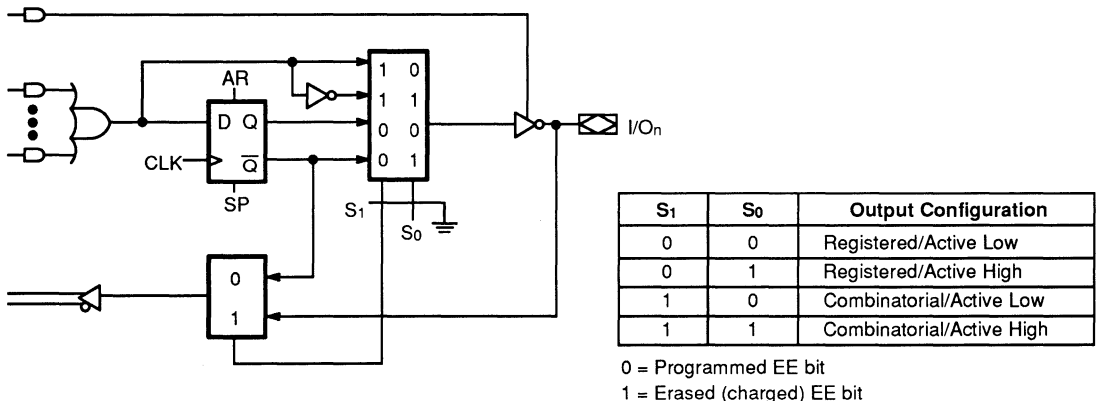 AR
D Q
CLK
Q
SP
1 0
1 1
0 0
0 1
I/On
S1
S0
0
1
S1 S0 Output Configuration
0 0 Registered/Active Low
0 1 Registered/Active High
1 0 Combinatorial/Active Low
1 1 Combinatorial/Active High
0 = Programmed EE bit
1 = Erased (charged) EE bit